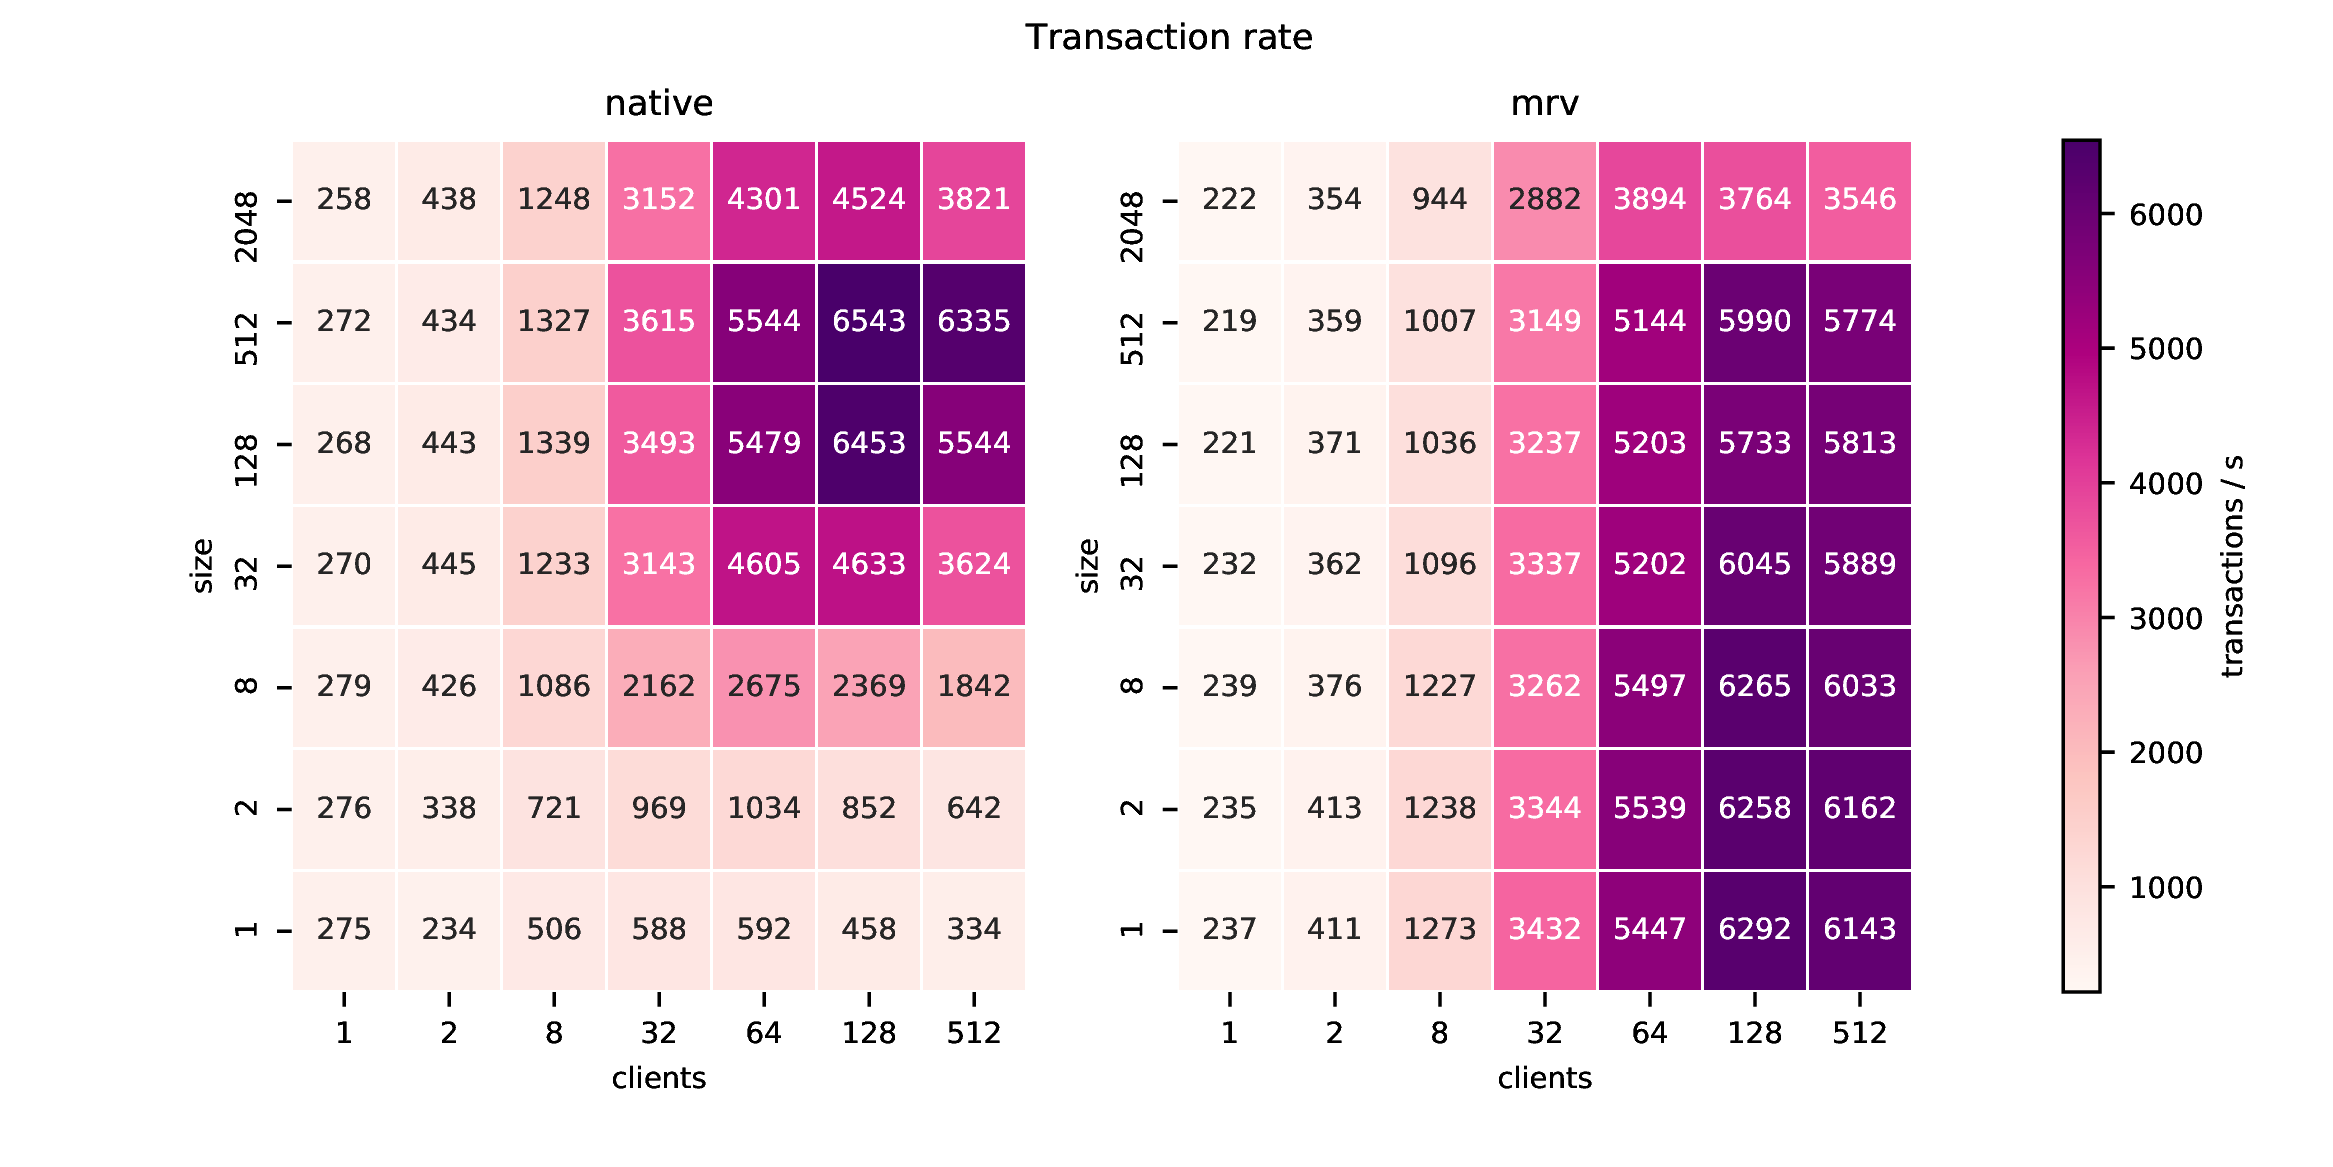 Transaction rate
native
mrv
2048 258 438 1248 3152 4301 4524 3821
512 272 434 1327 3615 5544 6543 6335
128 268 443 1339 3493 5479 6453 5544
32 270 445 1233 3143 4605 4633 3624
8 279 426 1086 2162 2675 2369 1842
2 276 338 721 969 1034 852 642
1 275 234 506 588 592 458 334
1 2 8 32 64 128 512
size
clients
2048 222 354 944 2882 3894 3764 3546
512 219 359 1007 3149 5144 5990 5774
128 221 371 1036 3237 5203 5733 5813
32 232 362 1096 3337 5202 6045 5889
8 239 376 1227 3262 5497 6265 6033
2 235 413 1238 3344 5539 6258 6162
1 237 411 1273 3432 5447 6292 6143
1 2 8 32 64 128 512
size
clients
6000
5000
4000
3000
2000
1000
transactions / s